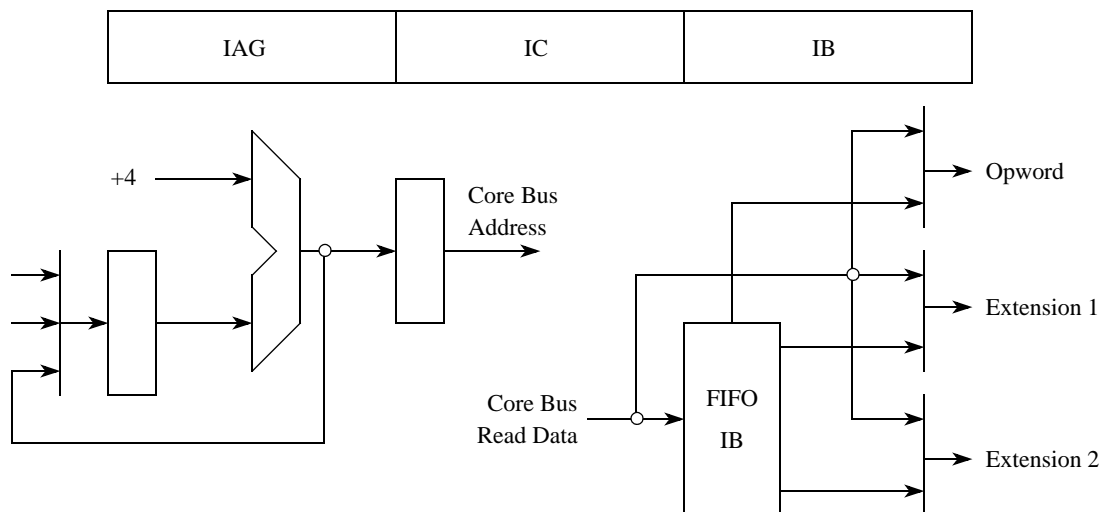 IAG
IC
IB
+4
Core Bus
Address
Opword
Extension 1
Core Bus
Read Data
FIFO
IB
Extension 2